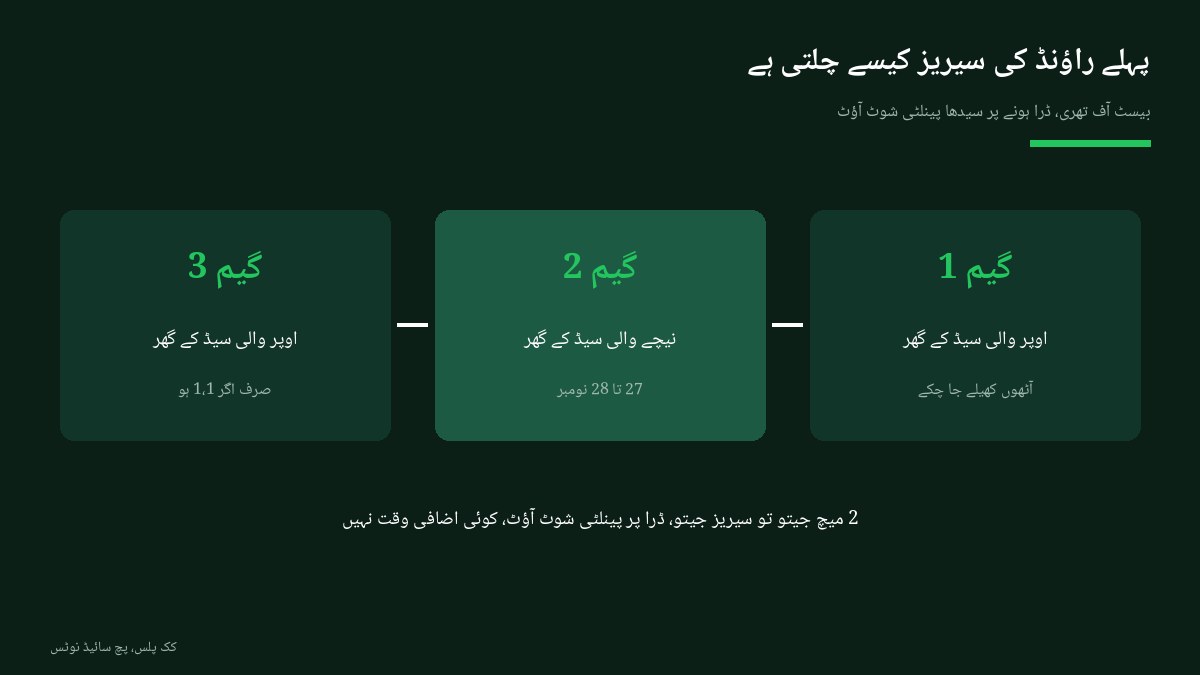 پہلے راؤنڈ کی سیریز کیسے چلتی ہے
بیسٹ آف تھری، ڈرا ہونے پر سیدھا پینلٹی شوٹ آؤٹ
گیم 1
اوپر والی سیڈ کے گھر
آٹھوں کھیلے جا چکے
گیم 2
نیچے والی سیڈ کے گھر
27 تا 28 نومبر
گیم 3
اوپر والی سیڈ کے گھر
صرف اگر 1،1 ہو
2 میچ جیتو تو سیریز جیتو، ڈرا پر پینلٹی شوٹ آؤٹ، کوئی اضافی وقت نہیں
کک پلس، پچ سائیڈ نوٹس